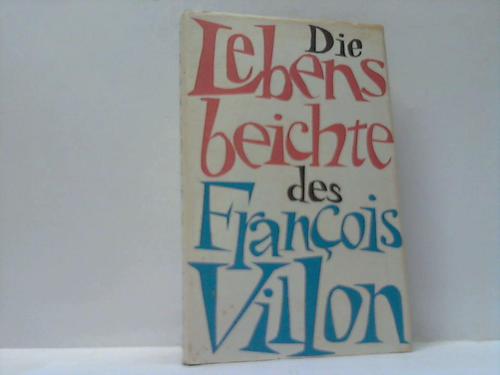 Die
Lebens
beichte
des
François
Villon